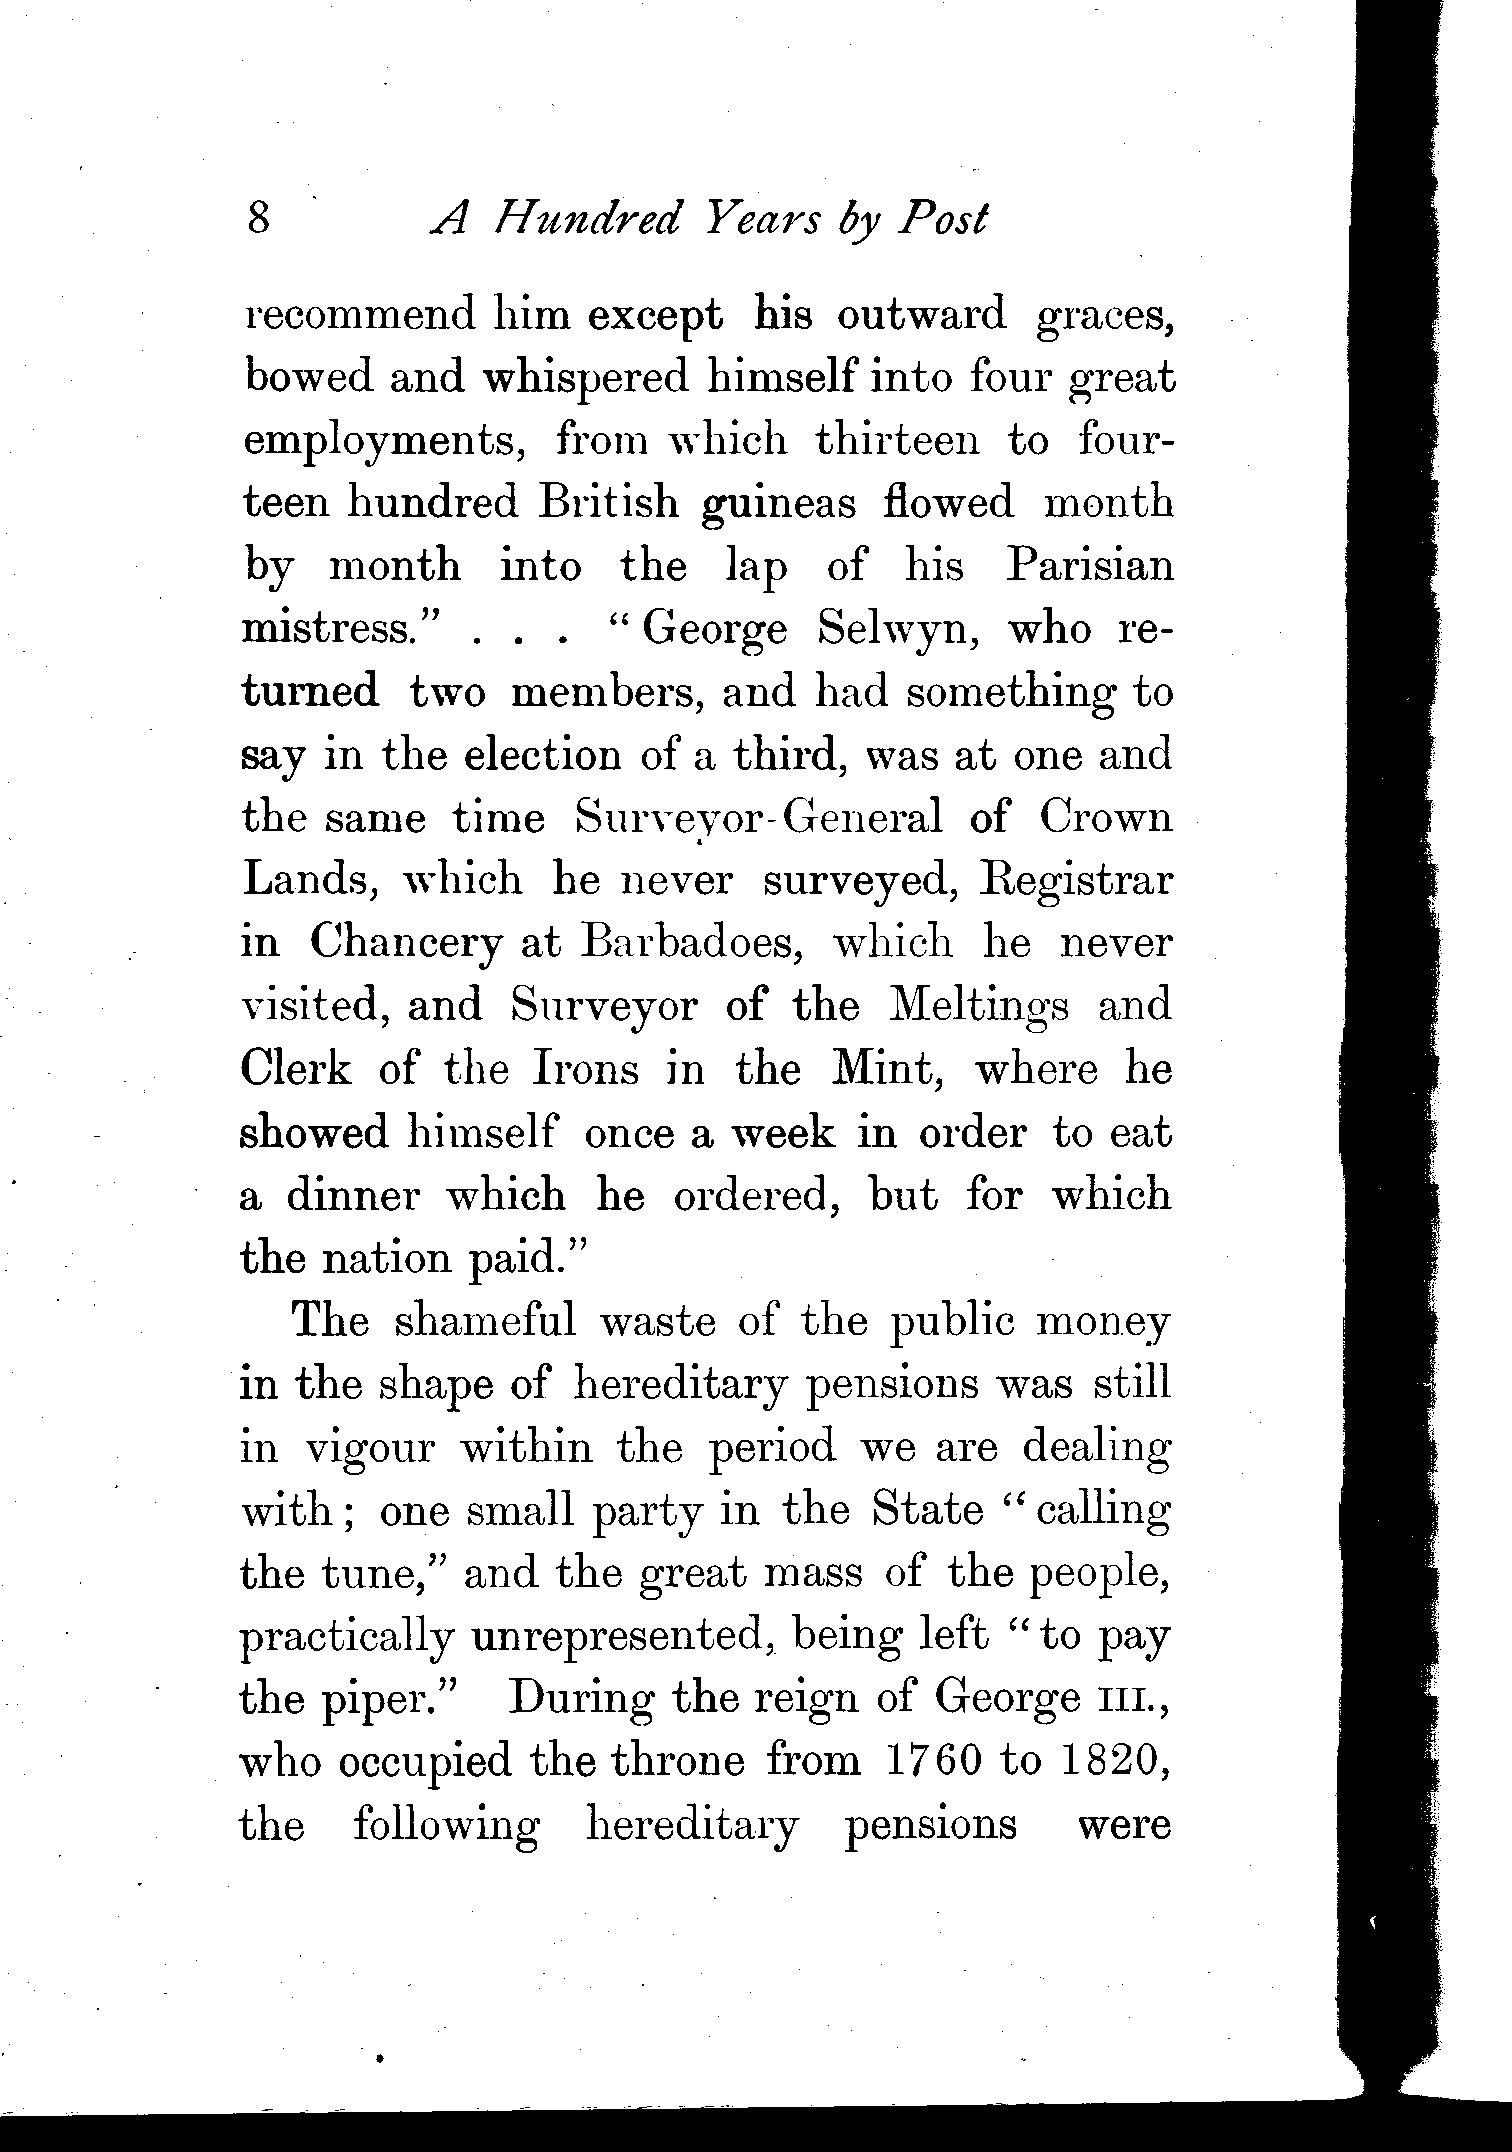 8 A Hundred Years by Post
recommend him except his outward graces,
bowed and whispered himself into four great
employments, from which thirteen to four-
teen hundred British guineas flowed month
by month into the lap of his Parisian
mistress." . . . "George Selwyn, who re-
turned two members, and had something to
say in the election of a third, was at one and
the same time Surveyor-General of Crown
Lands, which he never surveyed, Registrar
in Chancery at Barbadoes, which he never
visited, and Surveyor of the Meltings and
Clerk of the Irons in the Mint, where he
showed himself once a week in order to eat
a dinner which he ordered, but for which
the nation paid."
The shameful waste of the public money
in the shape of hereditary pensions was still
in vigour within the period we are dealing
with; one small party in the State "calling
the tune," and the great mass of the people,
practically unrepresented, being left "to pay
the piper." During the reign of George III.,
who occupied the throne from 1760 to 1820,
the following hereditary pensions were